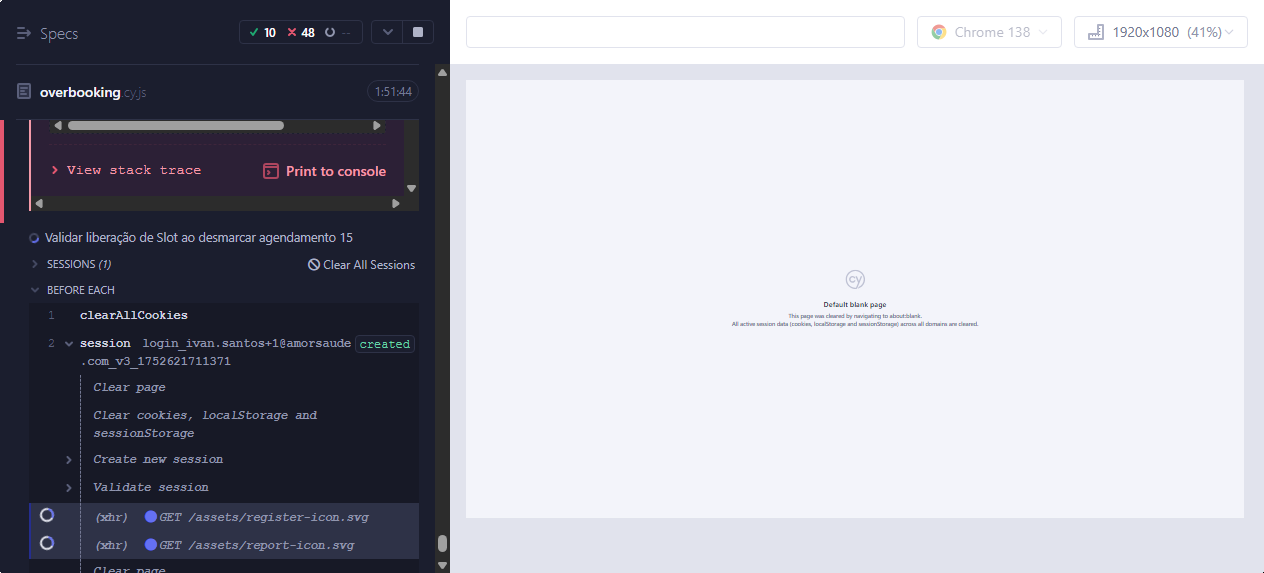 Specs
10 48 --
Chrome 138
1920x1080 (41%)
overbooking.cy.js
1:51:44
View stack trace
Print to console
Validar liberação de Slot ao desmarcar agendamento 15
SESSIONS (1)
Clear All Sessions
BEFORE EACH
1 clearAllCookies
2 session login_ivan.santos+1@amorsaude
.com_v3_1752621711371
created
Clear page
Clear cookies, localStorage and
sessionStorage
Create new session
Validate session
(xhr) GET /assets/register-icon.svg
(xhr) GET /assets/report-icon.svg
Clear page
cy
Default blank page
This page was cleared by navigating to about:blank.
All active session data (cookies, localStorage and sessionStorage) across all domains are cleared.